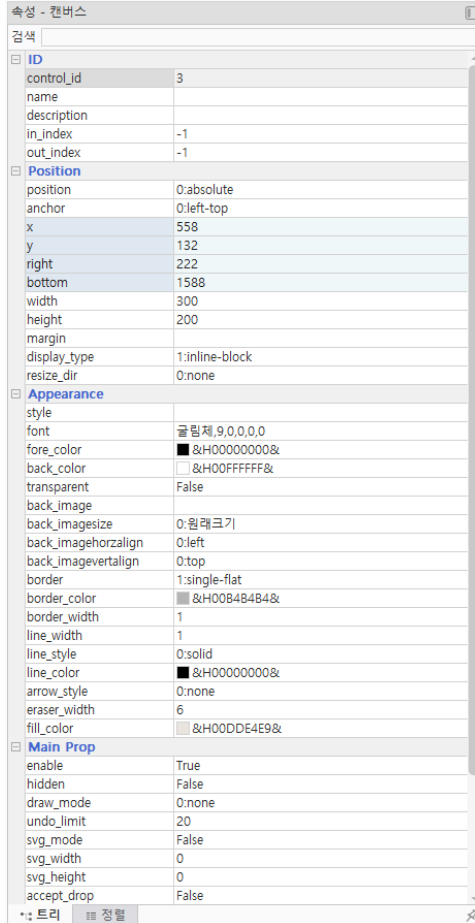 속성 - 캔버스
검색
ID
control_id 3
name
description
in_index -1
out_index -1
Position
position 0:absolute
anchor 0:left-top
x 558
y 132
right 222
bottom 1588
width 300
height 200
margin
display_type 1:inline-block
resize_dir 0:none
Appearance
style
font 굴림체,9,0,0,0,0
fore_color &H00000000&
back_color &H00FFFFFF&
transparent False
back_image
back_imagesize 0:원래크기
back_imagehorzalign 0:left
back_imagevertalign 0:top
border 1:single-flat
border_color &H00B4B4B4&
border_width 1
line_width 1
line_style 0:solid
line_color &H00000000&
arrow_style 0:none
eraser_width 6
fill_color &H00DDE4E9&
Main Prop
enable True
hidden False
draw_mode 0:none
undo_limit 20
svg_mode False
svg_width 0
svg_height 0
accept_drop False
트리 정렬